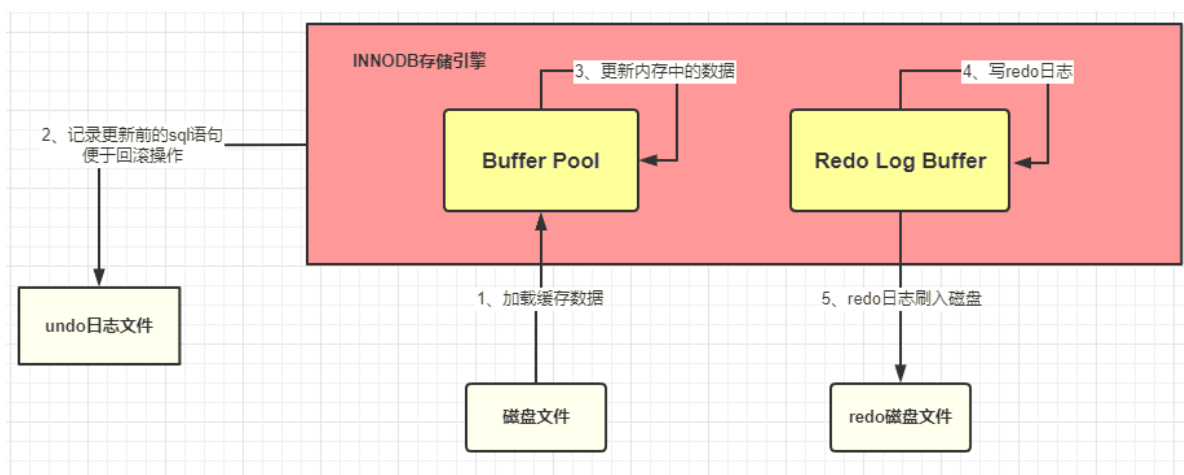 INNODB存储引擎
3、更新内存中的数据
4、写redo日志
2、记录更新前的sql语句
便于回滚操作
Buffer Pool
Redo Log Buffer
1、加载缓存数据
5、redo日志刷入磁盘
undo日志文件
磁盘文件
redo磁盘文件